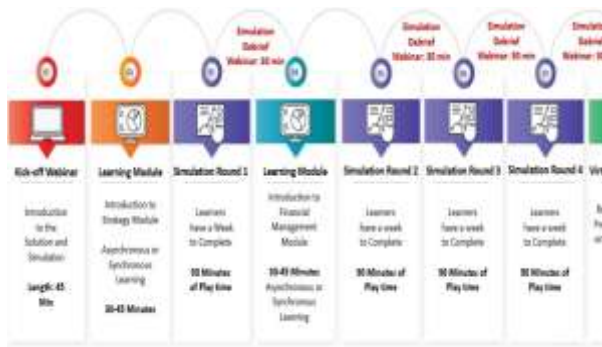 Simulation
Debrief
Webinar: 30 min
Simulation
Debrief
Webinar: 30 min
Simulation
Debrief
Webinar: 30 min
Kick-off Webinar
Introduction
to the
Solution and
Simulation
Length: 45
Min
Learning Module
Introduction to
Strategy Module
Asynchronous or
Synchronous
Learning
30-45 Minutes
Simulation Round 1
Learners
have a Week
to Complete
90 Minutes
of Play time
Learning Module
Introduction to
Financial
Management
Module
30-45 Minutes
Asynchronous or
Synchronous
Learning
Simulation Round 2
Learners
have a week
to Complete
90 Minutes of
Play time
Simulation Round 3
Learners
have a week
to Complete
90 Minutes of
Play time
Simulation Round 4
Learners
have a week
to Complete
90 Minutes of
Play time